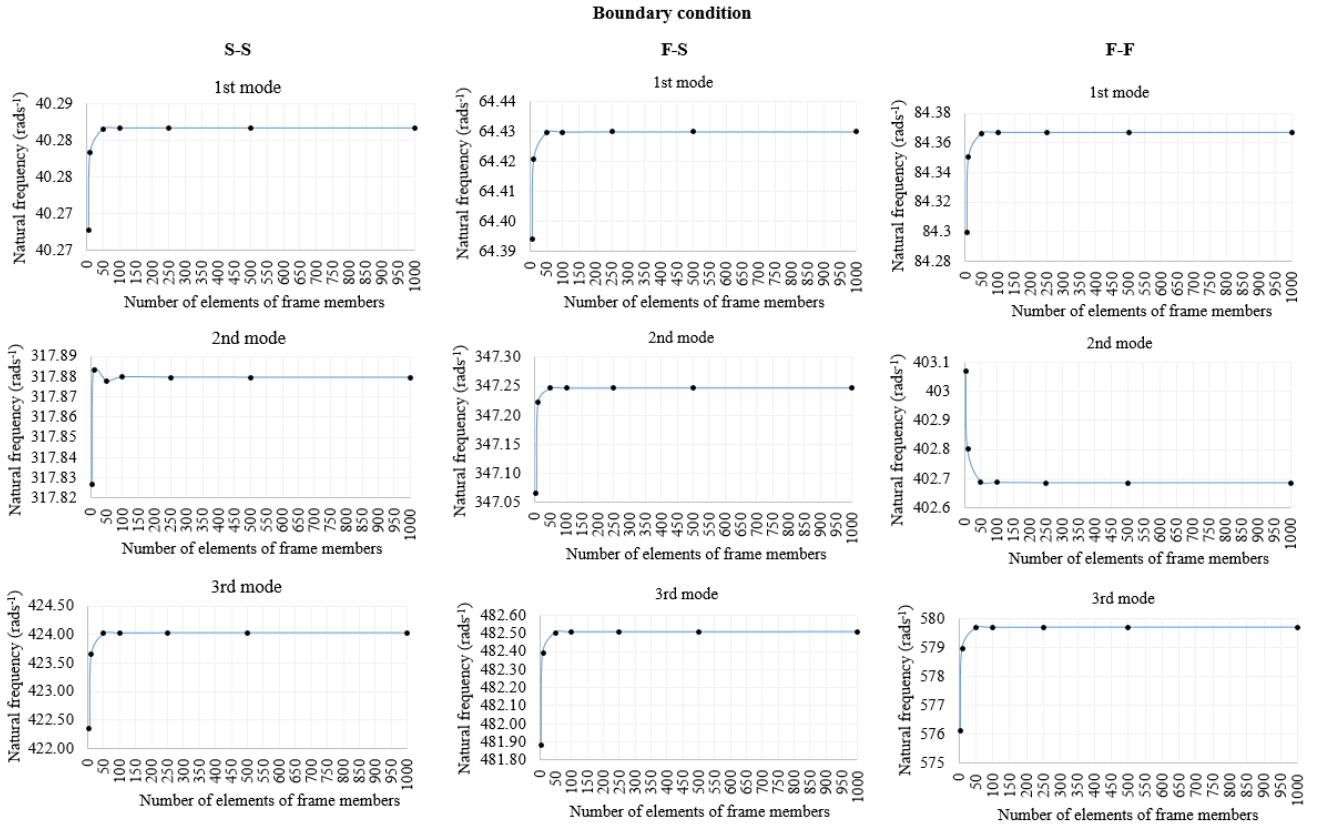 Boundary condition
S-S
1st mode
Natural frequency (rads⁻¹)
40.29
40.28
40.28
40.27
40.27
0 50 100 150 200 250 300 350 400 450 500 550 600 650 700 750 800 850 900 950 1000
Number of elements of frame members
2nd mode
Natural frequency (rads⁻¹)
317.89
317.88
317.87
317.86
317.85
317.84
317.83
317.82
0 50 100 150 200 250 300 350 400 450 500 550 600 650 700 750 800 850 900 950 1000
Number of elements of frame members
3rd mode
Natural frequency (rads⁻¹)
424.50
424.00
423.50
423.00
422.50
422.00
0 50 100 150 200 250 300 350 400 450 500 550 600 650 700 750 800 850 900 950 1000
Number of elements of frame members
F-S
1st mode
Natural frequency (rads⁻¹)
64.44
64.43
64.42
64.41
64.40
64.39
0 50 100 150 200 250 300 350 400 450 500 550 600 650 700 750 800 850 900 950 1000
Number of elements of frame members
2nd mode
Natural frequency (rads⁻¹)
347.30
347.25
347.20
347.15
347.10
347.05
0 50 100 150 200 250 300 350 400 450 500 550 600 650 700 750 800 850 900 950 1000
Number of elements of frame members
3rd mode
Natural frequency (rads⁻¹)
482.60
482.50
482.40
482.30
482.20
482.10
482.00
481.90
481.80
0 50 100 150 200 250 300 350 400 450 500 550 600 650 700 750 800 850 900 950 1000
Number of elements of frame members
F-F
1st mode
Natural frequency (rads⁻¹)
84.38
84.36
84.34
84.32
84.3
84.28
0 50 100 150 200 250 300 350 400 450 500 550 600 650 700 750 800 850 900 950 1000
Number of elements of frame members
2nd mode
Natural frequency (rads⁻¹)
403.1
403
402.9
402.8
402.7
402.6
0 50 100 150 200 250 300 350 400 450 500 550 600 650 700 750 800 850 900 950 1000
Number of elements of frame members
3rd mode
Natural frequency (rads⁻¹)
580
579
578
577
576
575
0 50 100 150 200 250 300 350 400 450 500 550 600 650 700 750 800 850 900 950 1000
Number of elements of frame members